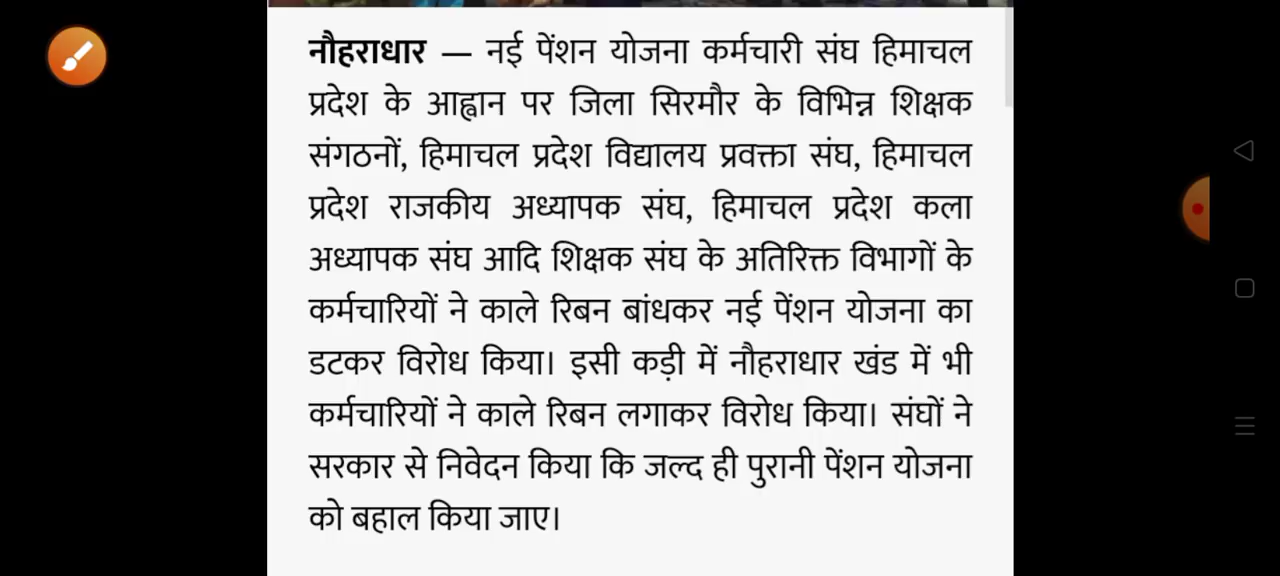 नौहराधार — नई पेंशन योजना कर्मचारी संघ हिमाचल
प्रदेश के आह्वान पर जिला सिरमौर के विभिन्न शिक्षक
संगठनों, हिमाचल प्रदेश विद्यालय प्रवक्ता संघ, हिमाचल
प्रदेश राजकीय अध्यापक संघ, हिमाचल प्रदेश कला
अध्यापक संघ आदि शिक्षक संघ के अतिरिक्त विभागों के
कर्मचारियों ने काले रिबन बांधकर नई पेंशन योजना का
डटकर विरोध किया। इसी कड़ी में नौहराधार खंड में भी
कर्मचारियों ने काले रिबन लगाकर विरोध किया। संघों ने
सरकार से निवेदन किया कि जल्द ही पुरानी पेंशन योजना
को बहाल किया जाए।